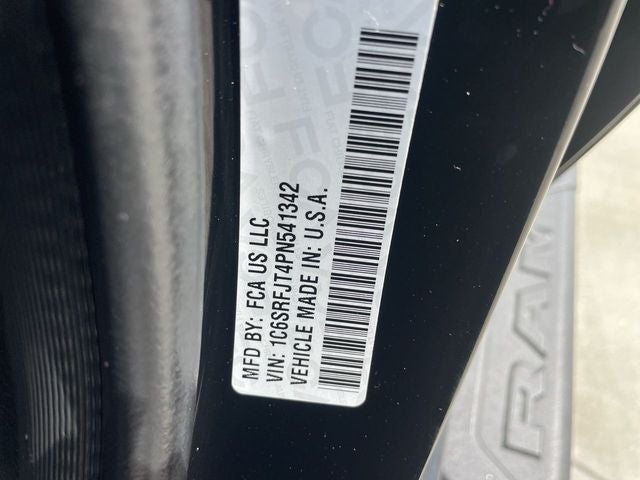 MFD BY: FCA US LLC
VIN: 1C6SRFJT4PN541342
VEHICLE MADE IN: U.S.A.
RAM